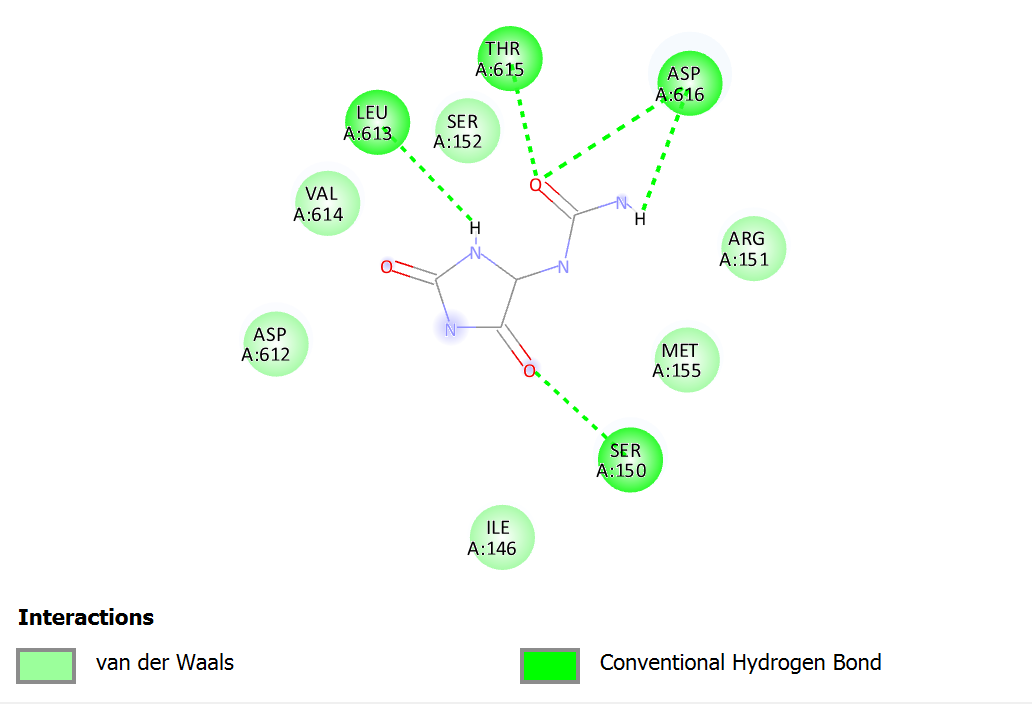 THR
A:615
ASP
A:616
LEU
A:613
SER
A:152
VAL
A:614
O
N
H
H
N
ARG
A:151
O
N
N
ASP
A:612
MET
A:155
O
SER
A:150
ILE
A:146
Interactions
van der Waals
Conventional Hydrogen Bond